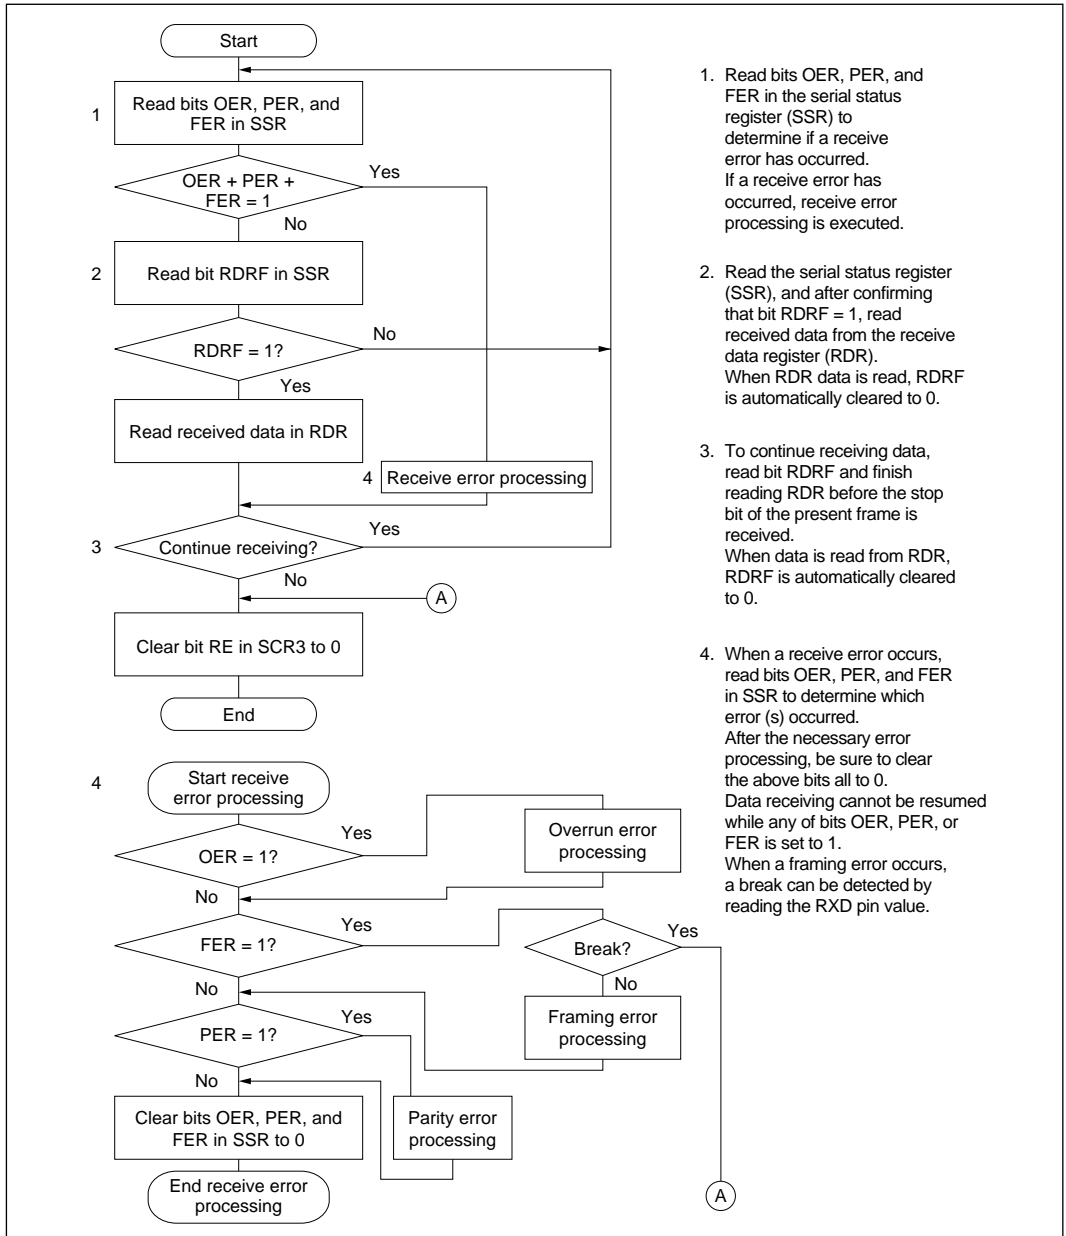 Start
1
Read bits OER, PER, and
FER in SSR
OER + PER +
FER = 1
Yes
No
2
Read bit RDRF in SSR
RDRF = 1?
No
Yes
Read received data in RDR
4
Receive error processing
3
Continue receiving?
Yes
No
A
Clear bit RE in SCR3 to 0
End
4
Start receive
error processing
OER = 1?
Yes
Overrun error
processing
No
FER = 1?
Yes
Break?
Yes
No
No
Framing error
processing
PER = 1?
Yes
No
Clear bits OER, PER, and
FER in SSR to 0
Parity error
processing
End receive error
processing
A
1. Read bits OER, PER, and
FER in the serial status
register (SSR) to
determine if a receive
error has occurred.
If a receive error has
occurred, receive error
processing is executed.
2. Read the serial status register
(SSR), and after confirming
that bit RDRF = 1, read
received data from the receive
data register (RDR).
When RDR data is read, RDRF
is automatically cleared to 0.
3. To continue receiving data,
read bit RDRF and finish
reading RDR before the stop
bit of the present frame is
received.
When data is read from RDR,
RDRF is automatically cleared
to 0.
4. When a receive error occurs,
read bits OER, PER, and FER
in SSR to determine which
error (s) occurred.
After the necessary error
processing, be sure to clear
the above bits all to 0.
Data receiving cannot be resumed
while any of bits OER, PER, or
FER is set to 1.
When a framing error occurs,
a break can be detected by
reading the RXD pin value.